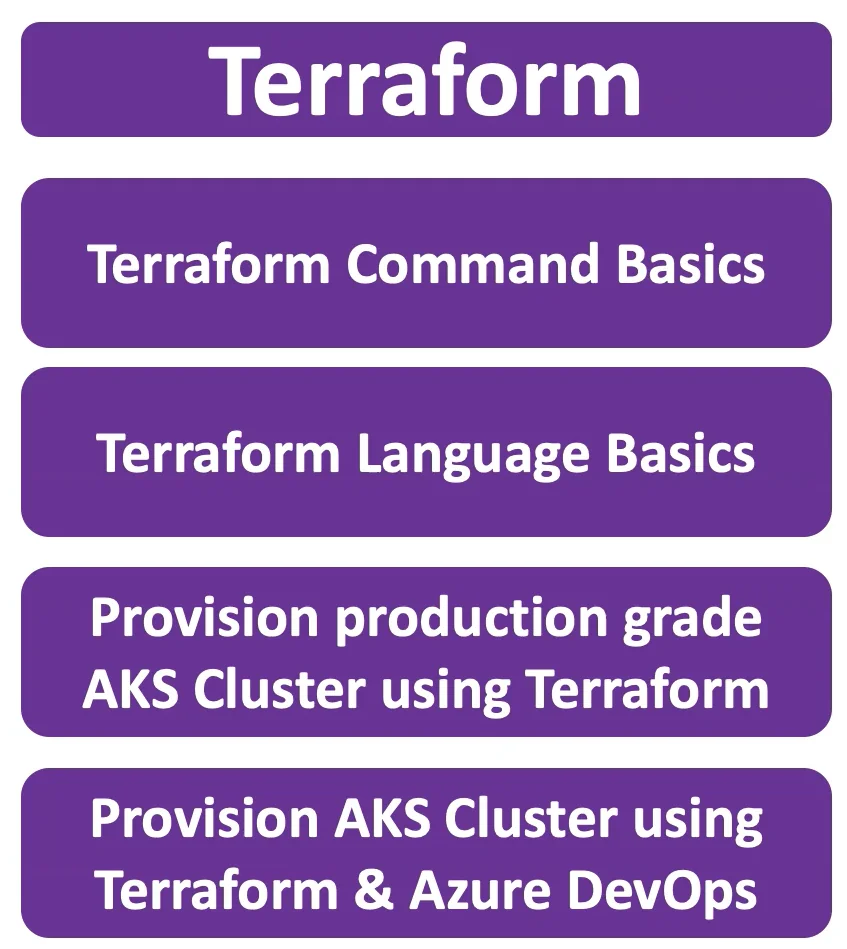 Terraform
Terraform Command Basics
Terraform Language Basics
Provision production grade
AKS Cluster using Terraform
Provision AKS Cluster using
Terraform & Azure DevOps